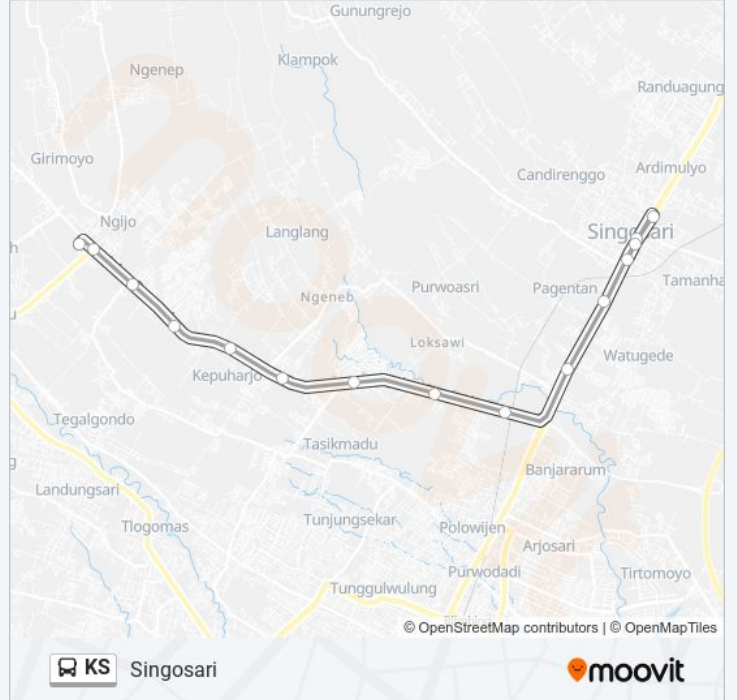 Gunungrejo
Klampok
Ngenep
Randuagung
Girimoyo
Ardimulyo
Candirenggo
Ngijo
Langlang
Singosari
h
Tamanha
Purwoasri
Pagentan
Ngeneb
u
Loksawi
Watugede
Kepuharjo
Tegalgondo
Tasikmadu
g
Banjararum
Landungsari
Tunjungsekar
Tlogomas
Polowijen
Arjosari
Purwodadi
Tirtomoyo
Tunggulwulung
© OpenStreetMap contributors | © OpenMapTiles
KS Singosari
moovit